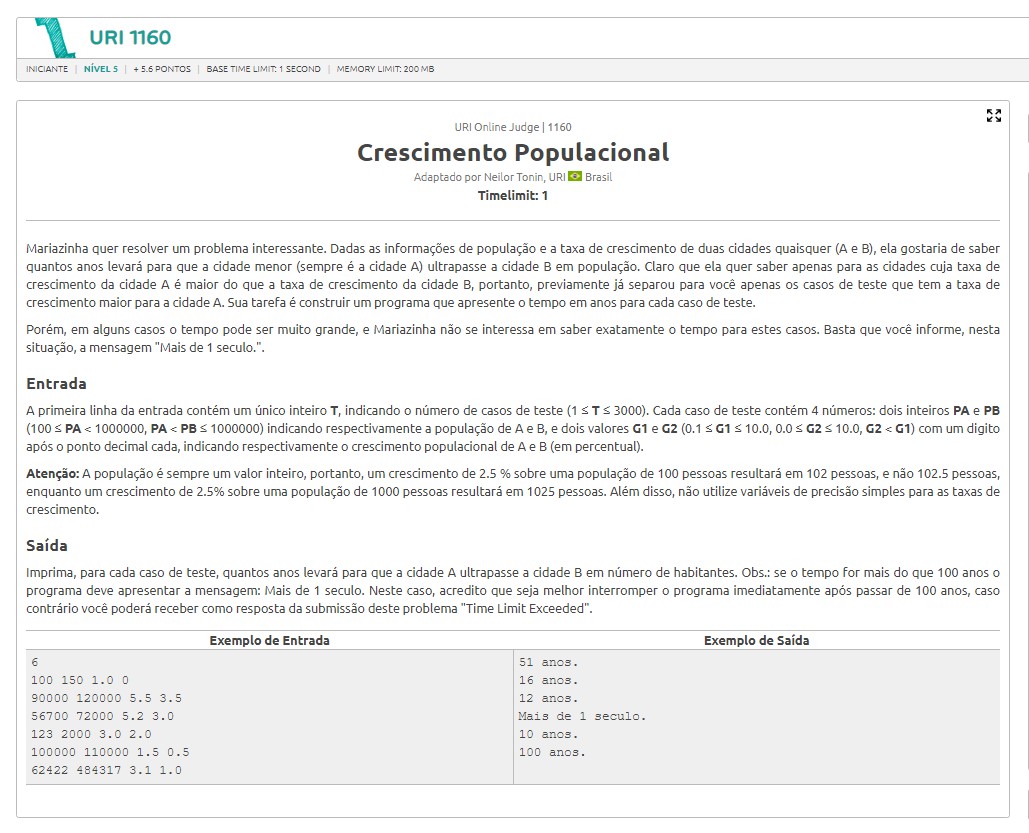 URI 1160
INICIANTE | NÍVEL 5 | + 5.6 PONTOS | BASE TIME LIMIT: 1 SECOND | MEMORY LIMIT: 200 MB
URI Online Judge | 1160
Crescimento Populacional
Adaptado por Neilor Tonin, URI Brasil
Timelimit: 1
Mariazinha quer resolver um problema interessante. Dadas as informações de população e a taxa de crescimento de duas cidades quaisquer (A e B), ela gostaria de saber
quantos anos levará para que a cidade menor (sempre é a cidade A) ultrapasse a cidade B em população. Claro que ela quer saber apenas para as cidades cuja taxa de
crescimento da cidade A é maior do que a taxa de crescimento da cidade B, portanto, previamente já separou para você apenas os casos de teste que tem a taxa de
crescimento maior para a cidade A. Sua tarefa é construir um programa que apresente o tempo em anos para cada caso de teste.
Porém, em alguns casos o tempo pode ser muito grande, e Mariazinha não se interessa em saber exatamente o tempo para estes casos. Basta que você informe, nesta
situação, a mensagem "Mais de 1 seculo.".
Entrada
A primeira linha da entrada contém um único inteiro T, indicando o número de casos de teste (1 ≤ T ≤ 3000). Cada caso de teste contém 4 números: dois inteiros PA e PB
(100 ≤ PA < 1000000, PA < PB ≤ 1000000) indicando respectivamente a população de A e B, e dois valores G1 e G2 (0.1 ≤ G1 ≤ 10.0, 0.0 ≤ G2 ≤ 10.0, G2 < G1) com um digito
após o ponto decimal cada, indicando respectivamente o crescimento populacional de A e B (em percentual).
Atenção: A população é sempre um valor inteiro, portanto, um crescimento de 2.5 % sobre uma população de 100 pessoas resultará em 102 pessoas, e não 102.5 pessoas,
enquanto um crescimento de 2.5% sobre uma população de 1000 pessoas resultará em 1025 pessoas. Além disso, não utilize variáveis de precisão simples para as taxas de
crescimento.
Saída
Imprima, para cada caso de teste, quantos anos levará para que a cidade A ultrapasse a cidade B em número de habitantes. Obs.: se o tempo for mais do que 100 anos o
programa deve apresentar a mensagem: Mais de 1 seculo. Neste caso, acredito que seja melhor interromper o programa imediatamente após passar de 100 anos, caso
contrário você poderá receber como resposta da submissão deste problema "Time Limit Exceeded".
Exemplo de Entrada Exemplo de Saída
6 51 anos.
100 150 1.0 0 16 anos.
90000 120000 5.5 3.5 12 anos.
56700 72000 5.2 3.0 Mais de 1 seculo.
123 2000 3.0 2.0 10 anos.
100000 110000 1.5 0.5 100 anos.
62422 484317 3.1 1.0